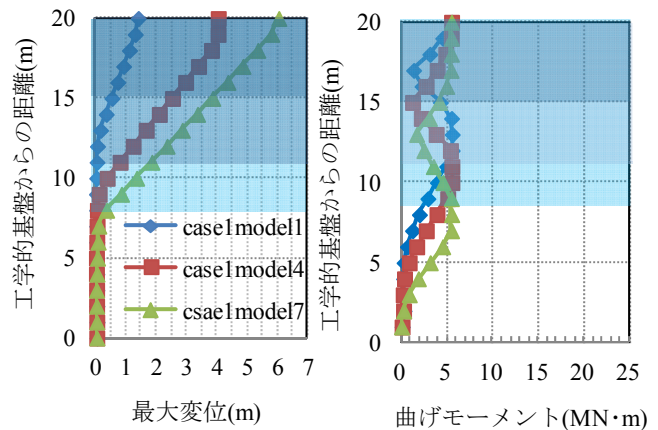 工学的基盤からの距離(m)
20
15
10
5
0
case1model1
case1model4
csae1model7
0 1 2 3 4 5 6 7
最大変位(m)
工学的基盤からの距離(m)
20
15
10
5
0
0 5 10 15 20 25
曲げモーメント(MN･m)